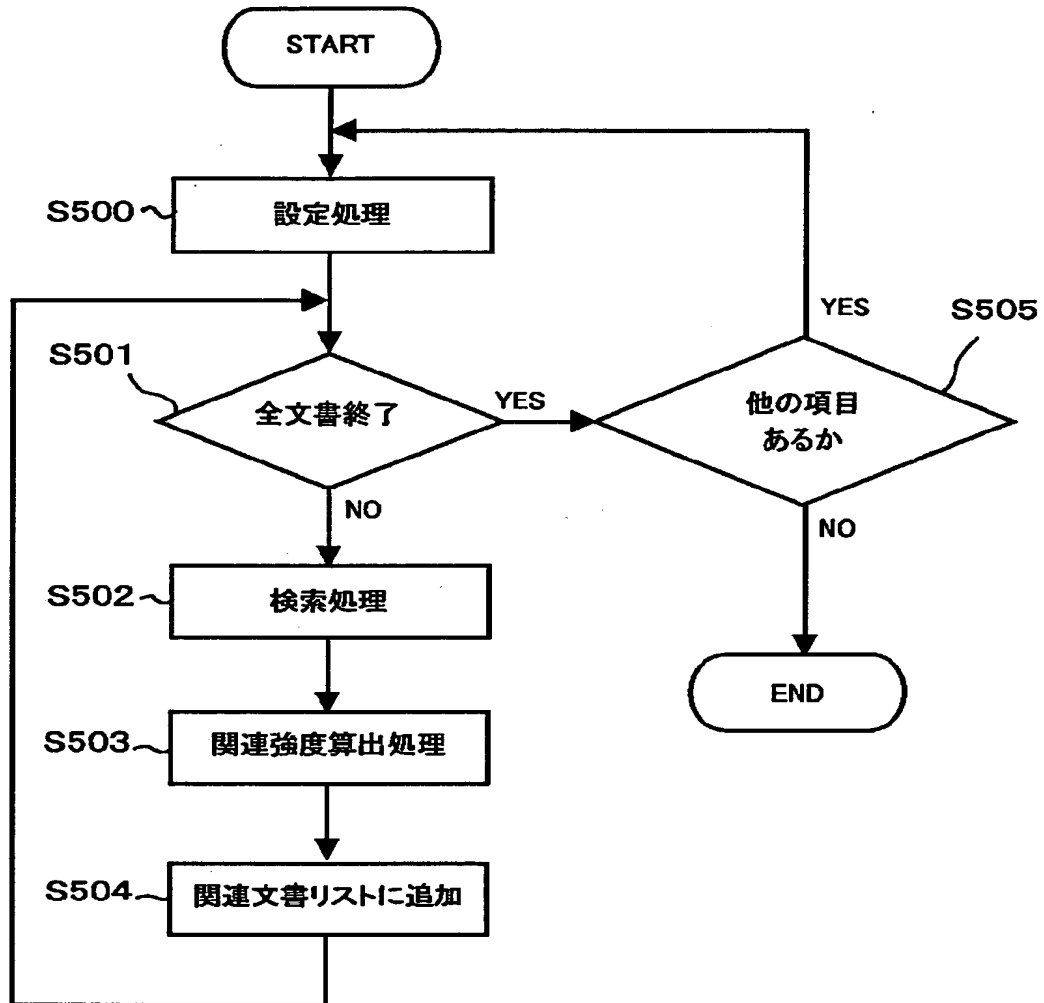 START
S500
設定処理
YES
S505
S501
全文書終了
YES
他の項目
あるか
NO
NO
S502
検索処理
END
S503
関連強度算出処理
S504
関連文書リストに追加